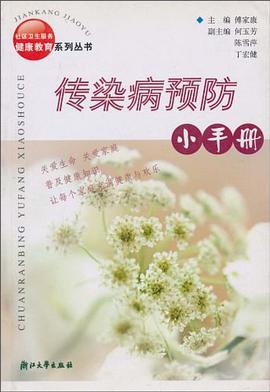 JIANKANG JIAOYU
社区卫生服务
健康教育系列丛书
主 编 傅家康
副主编 何玉芳
陈雪萍
丁宏健
传染病预防
小手册
关爱生命 关爱家庭
普及健康知识
让每个家庭充满健康与欢乐
CHUANRANBING YUFANG XIAOSHOUCE
浙江大学出版社